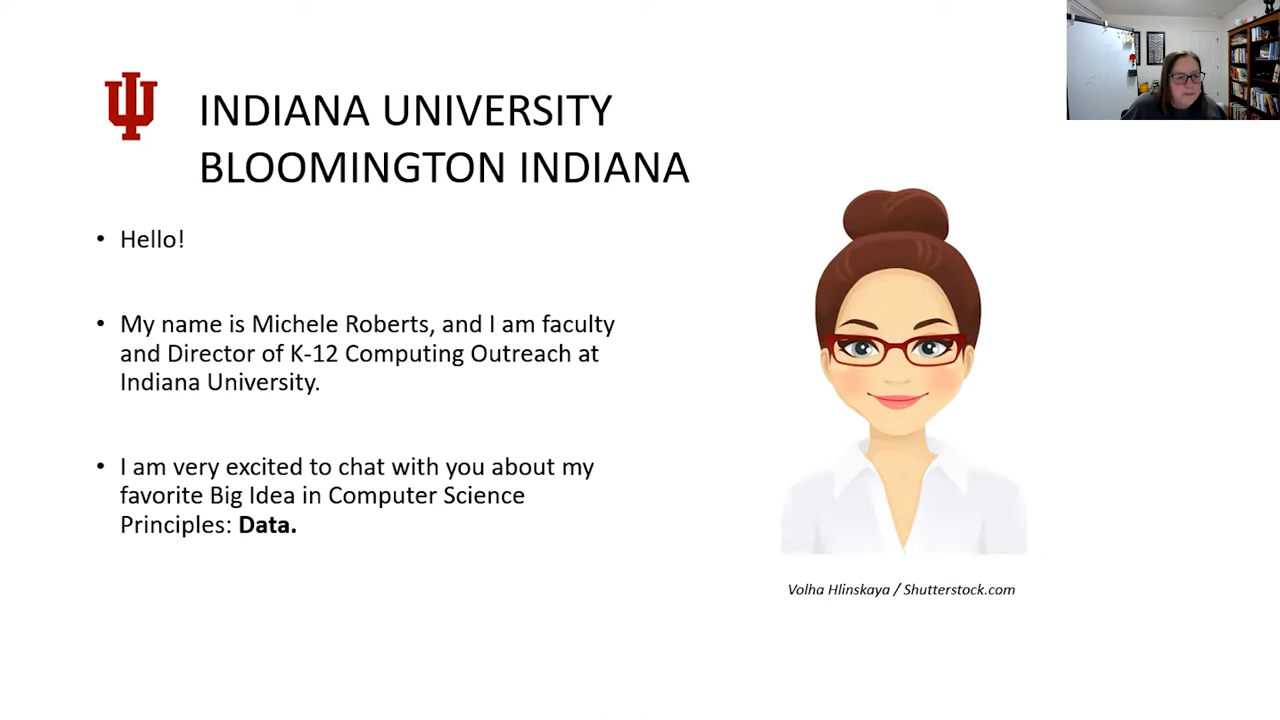 INDIANA UNIVERSITY
BLOOMINGTON INDIANA
• Hello!
• My name is Michele Roberts, and I am faculty
and Director of K-12 Computing Outreach at
Indiana University.
• I am very excited to chat with you about my
favorite Big Idea in Computer Science
Principles: Data.
Volha Hlinskaya / Shutterstock.com